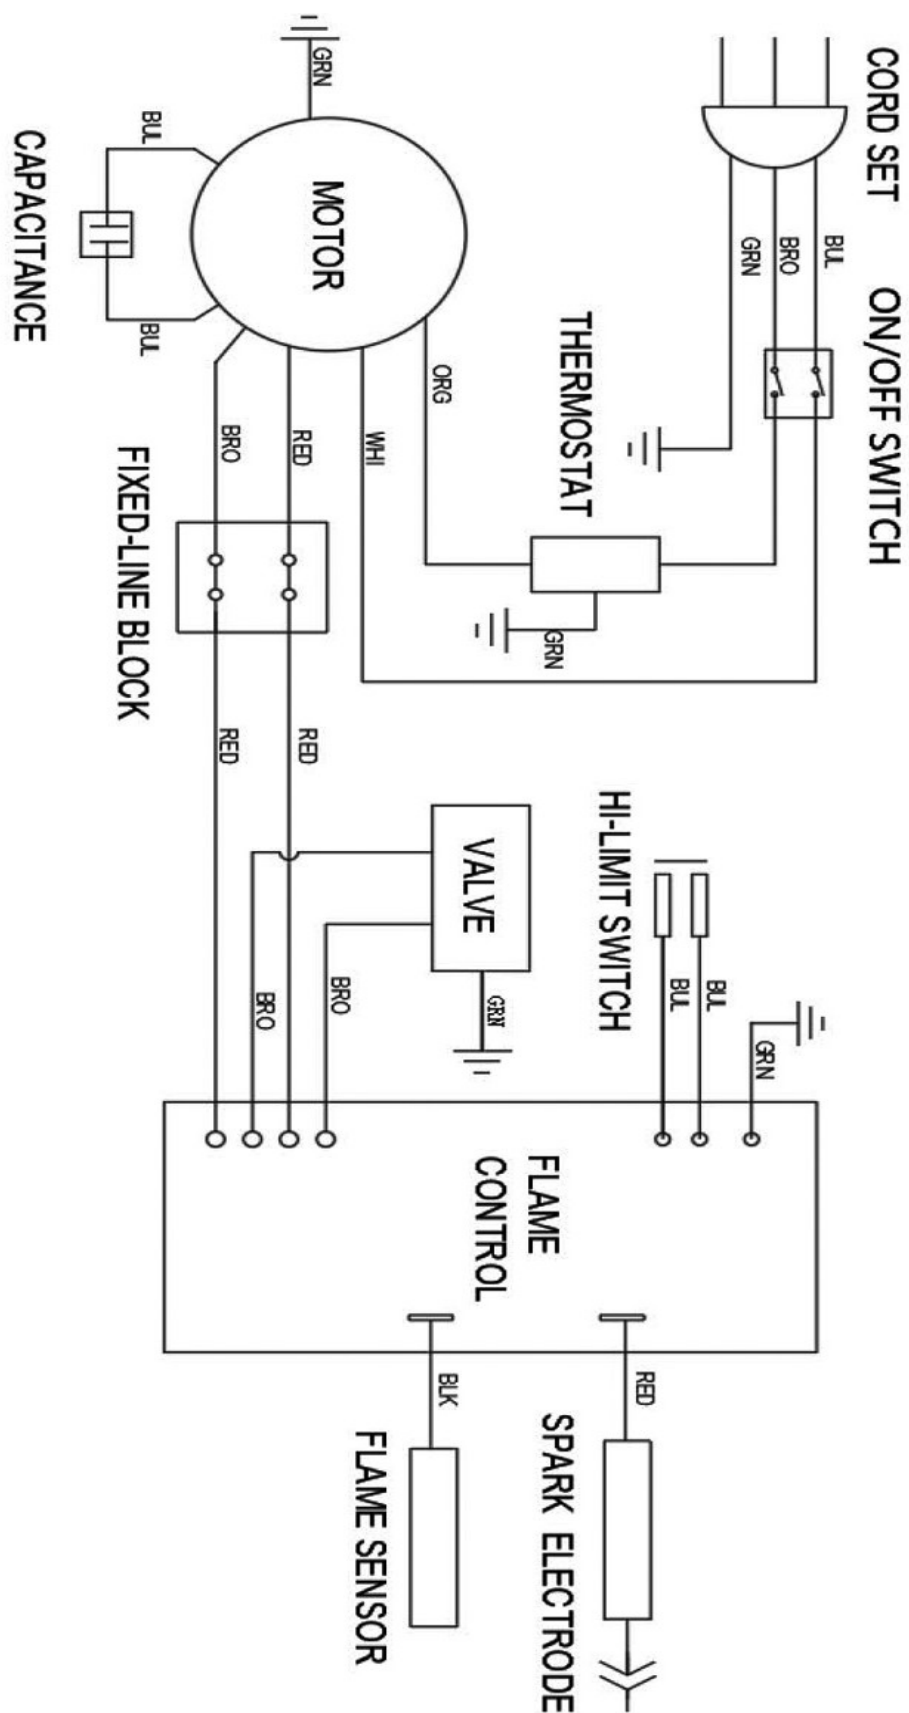 CORD SET
ON/OFF SWITCH
BUL
BRO
GRN
THERMOSTAT
GRN
HI-LIMIT SWITCH
BUL
BUL
GRN
GRN
MOTOR
ORG
WHI
RED
BRO
BUL
BUL
CAPACITANCE
FIXED-LINE BLOCK
RED
RED
VALVE
GRN
BRO
BRO
FLAME
CONTROL
RED
SPARK ELECTRODE
BLK
FLAME SENSOR